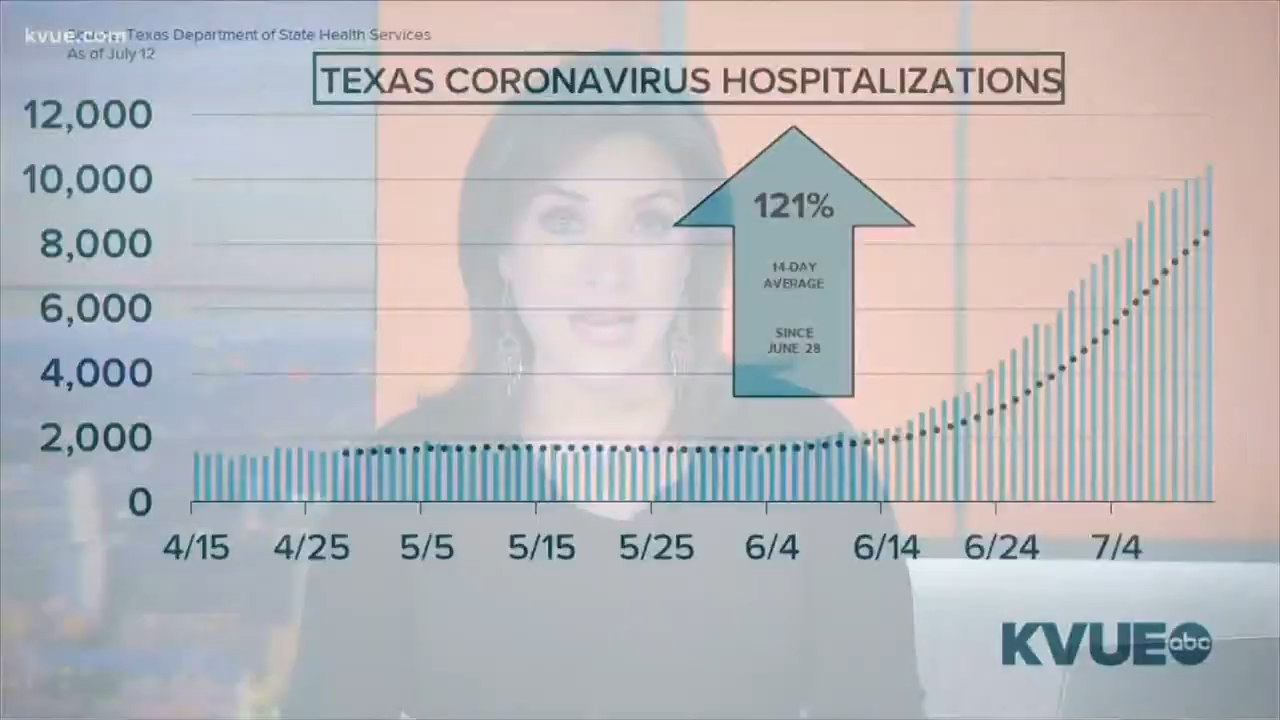 kvue.com
Texas Department of State Health Services
As of July 12
TEXAS CORONAVIRUS HOSPITALIZATIONS
12,000
10,000
8,000
6,000
4,000
2,000
0
121%
14-DAY
AVERAGE
SINCE
JUNE 28
4/15 4/25 5/5 5/15 5/25 6/4 6/14 6/24 7/4
KVUE abc